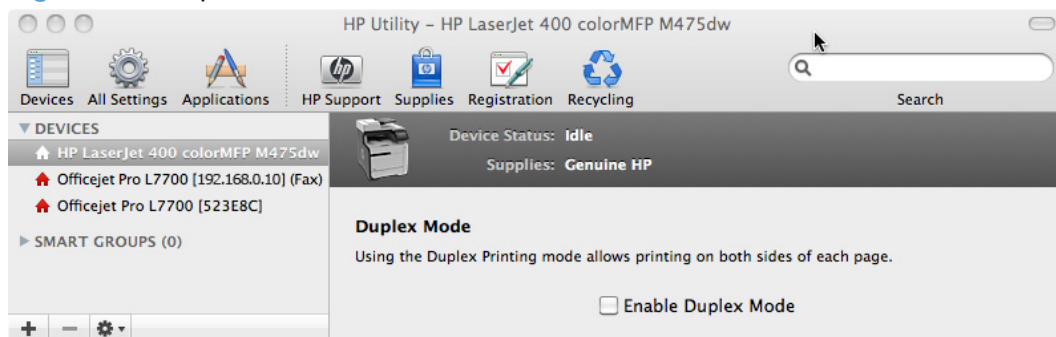 HP Utility – HP LaserJet 400 colorMFP M475dw
Devices All Settings Applications HP Support Supplies Registration Recycling Search
DEVICES
HP LaserJet 400 colorMFP M475dw
Officejet Pro L7700 [192.168.0.10] (Fax)
Officejet Pro L7700 [523E8C]
SMART GROUPS (0)
Device Status: Idle
Supplies: Genuine HP
Duplex Mode
Using the Duplex Printing mode allows printing on both sides of each page.
Enable Duplex Mode